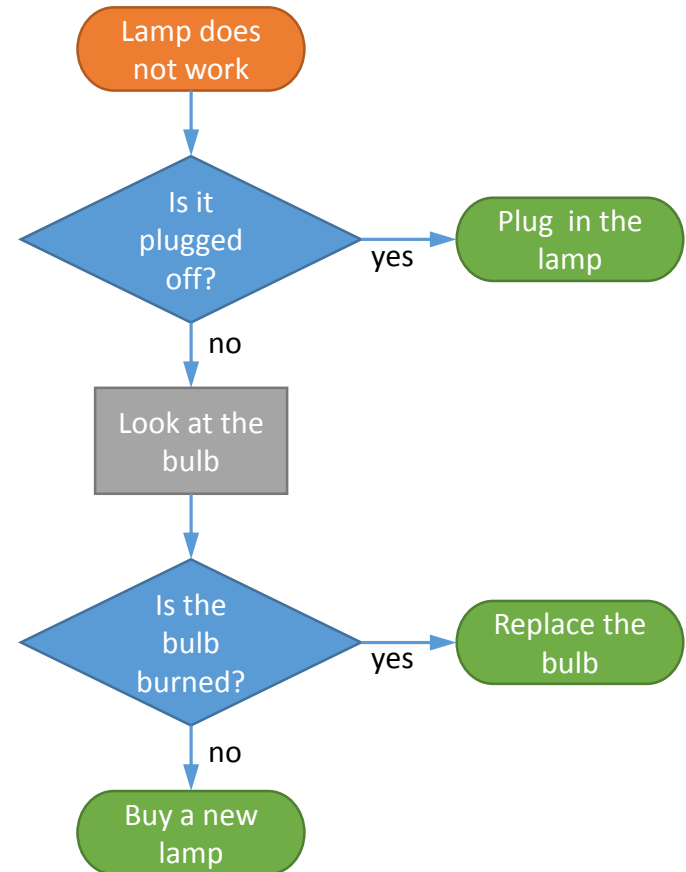 Lamp does
not work
Is it
plugged
off?
yes
Plug in the
lamp
no
Look at the
bulb
Is the
bulb
burned?
yes
Replace the
bulb
no
Buy a new
lamp